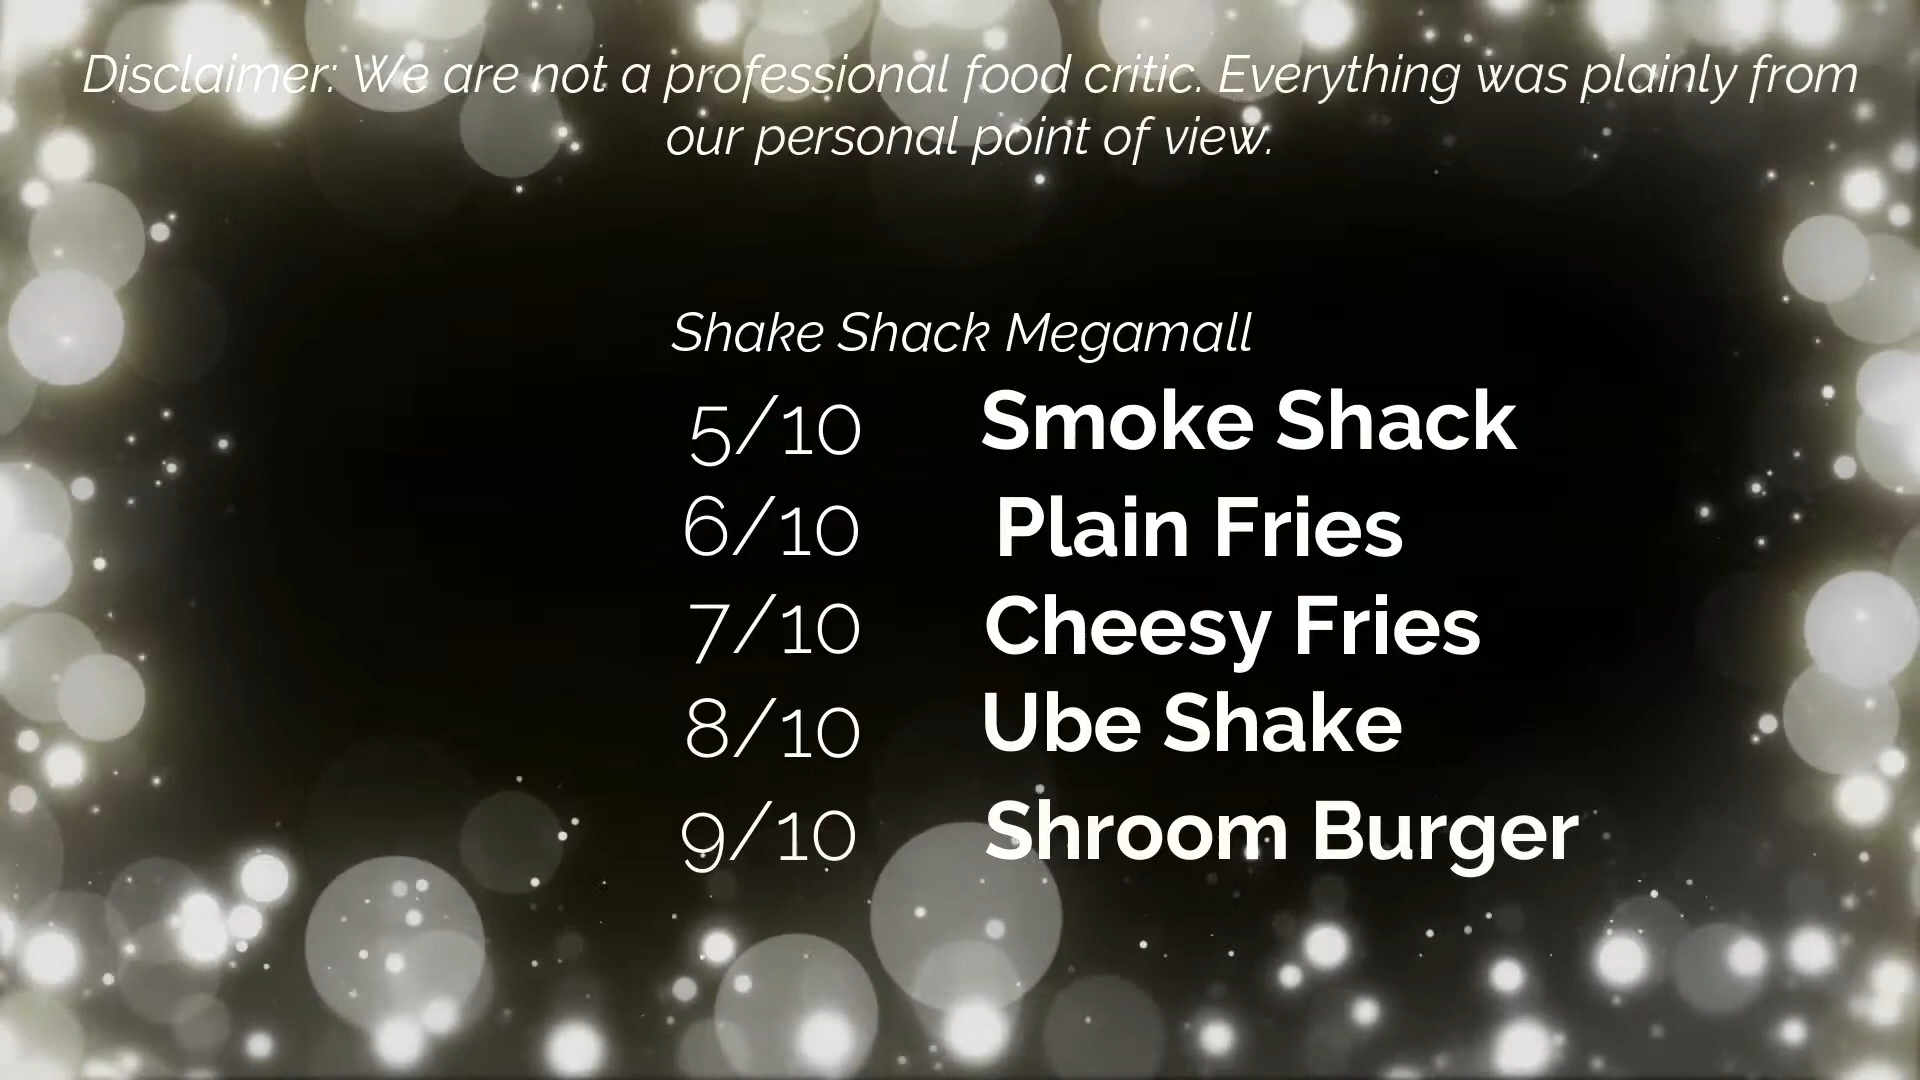 Disclaimer: We are not a professional food critic. Everything was plainly from
our personal point of view.
Shake Shack Megamall
5/10 Smoke Shack
6/10 Plain Fries
7/10 Cheesy Fries
8/10 Ube Shake
9/10 Shroom Burger